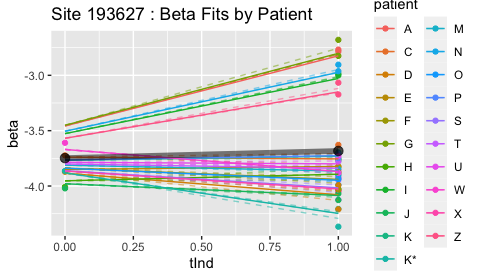 Site 193627 : Beta Fits by Patient
patient
A
C
D
E
F
G
H
I
J
K
K*
M
N
O
P
S
T
U
W
X
Z
beta
-3.0
-3.5
-4.0
0.00
0.25
0.50
0.75
1.00
tInd